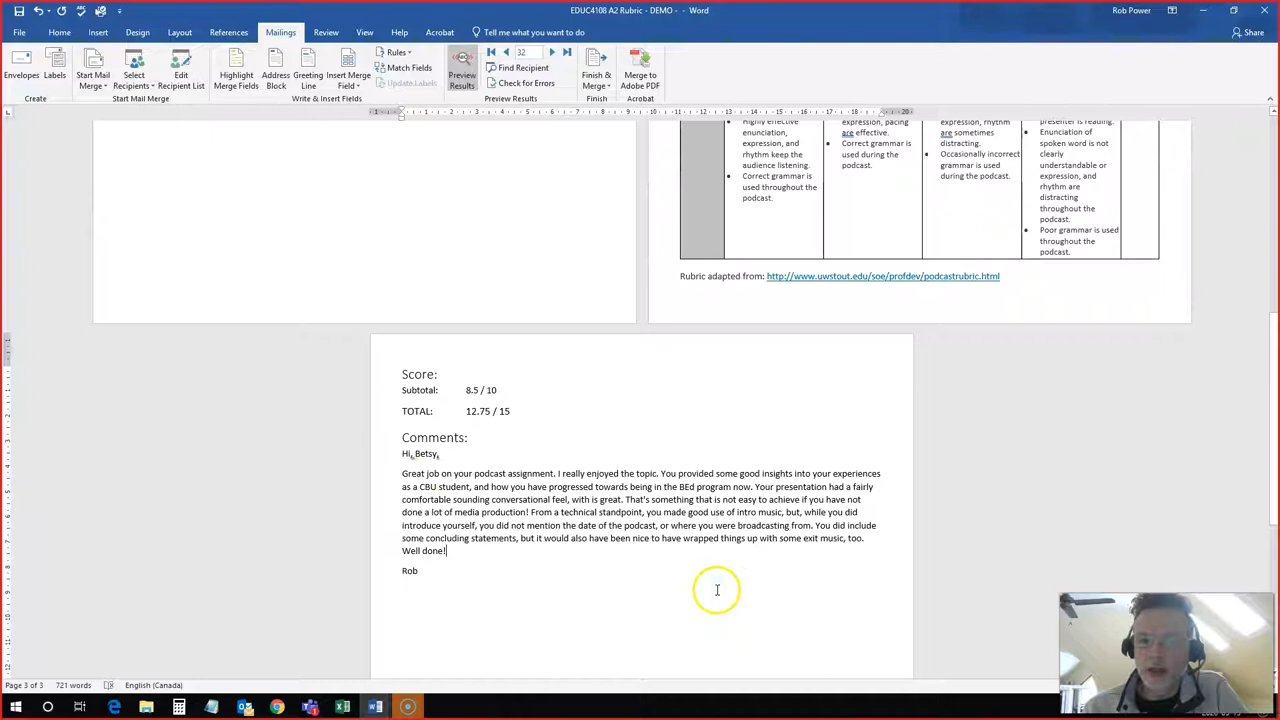 EDUC4108 A2 Rubric - DEMO - - Word
Rob Power
File Home Insert Design Layout References Mailings Review View Help Acrobat Tell me what you want to do Share
Envelopes Labels
Create
Start Mail Merge
Select Recipients
Edit Recipient List
Start Mail Merge
Highlight Merge Fields
Address Block
Greeting Line
Insert Merge Field
Rules
Match Fields
Update Labels
Write & Insert Fields
Preview Results
32
Find Recipient
Check for Errors
Preview Results
Finish & Merge
Finish
Merge to Adobe PDF
Acrobat
Highly effective
enunciation,
expression, and
rhythm keep the
audience listening.
Correct grammar is
used throughout the
podcast.
expression, pacing
are effective.
Correct grammar is
used during the
podcast.
expression, rhythm
are sometimes
distracting.
Occasionally incorrect
grammar is used
during the podcast.
presenter is reading.
Enunciation of
spoken word is not
clearly
understandable or
expression, and
rhythm are
distracting
throughout the
podcast.
Poor grammar is used
throughout the
podcast.
Rubric adapted from: http://www.uwstout.edu/soe/profdev/podcastrubric.html
Score:
Subtotal: 8.5 / 10
TOTAL: 12.75 / 15
Comments:
Hi, Betsy,
Great job on your podcast assignment. I really enjoyed the topic. You provided some good insights into your experiences
as a CBU student, and how you have progressed towards being in the BEd program now. Your presentation had a fairly
comfortable sounding conversational feel, with is great. That's something that is not easy to achieve if you have not
done a lot of media production! From a technical standpoint, you made good use of intro music, but, while you did
introduce yourself, you did not mention the date of the podcast, or where you were broadcasting from. You did include
some concluding statements, but it would also have been nice to have wrapped things up with some exit music, too.
Well done!
Rob
Page 3 of 3 721 words English (Canada)